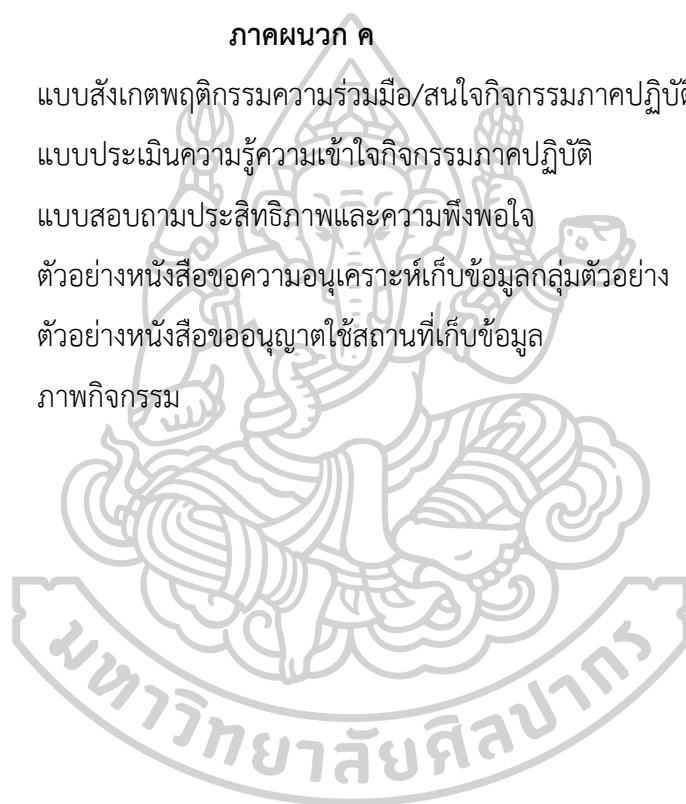 ภาคผนวก ค
แบบสังเกตพฤติกรรมความร่วมมือ/สนใจกิจกรรมภาคปฏิบัติ
แบบประเมินความรู้ความเข้าใจกิจกรรมภาคปฏิบัติ
แบบสอบถามประสิทธิภาพและความพึงพอใจ
ตัวอย่างหนังสือขอความอนุเคราะห์เก็บข้อมูลกลุ่มตัวอย่าง
ตัวอย่างหนังสือขออนุญาตใช้สถานที่เก็บข้อมูล
ภาพกิจกรรม
มหาวิทยาลัยศิลปากร